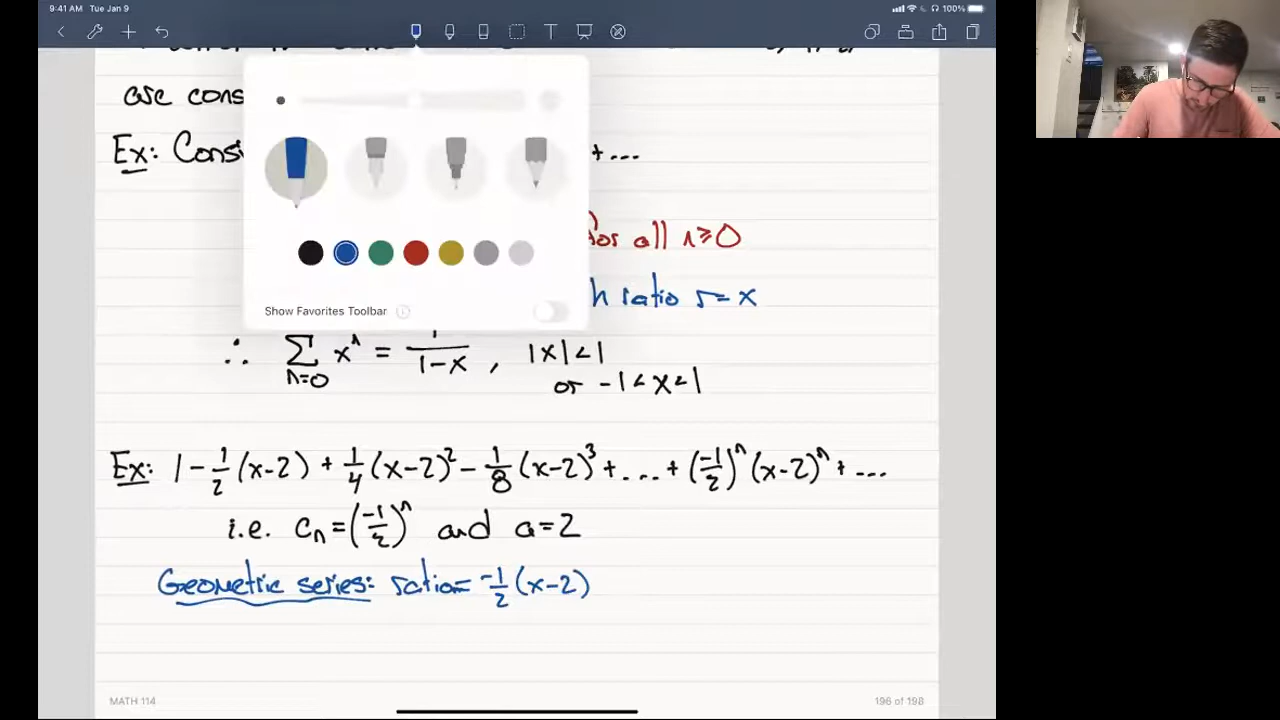 9:41 AM Tue Jan 9
100%
are cons
Ex: Consi
+...
for all n≥0
h ratio r=x
∴ ∑ n=0 xⁿ = 1/(1-x) , |x|<1
or -1<x<1
Ex: 1 - 1/2 (x-2) + 1/4 (x-2)² - 1/8 (x-2)³ + ... + (-1/2)ⁿ (x-2)ⁿ + ...
i.e. cₙ = (-1/2)ⁿ and a=2
Geometric series: ratio= -1/2 (x-2)
Show Favorites Toolbar
MATH 114
196 of 198